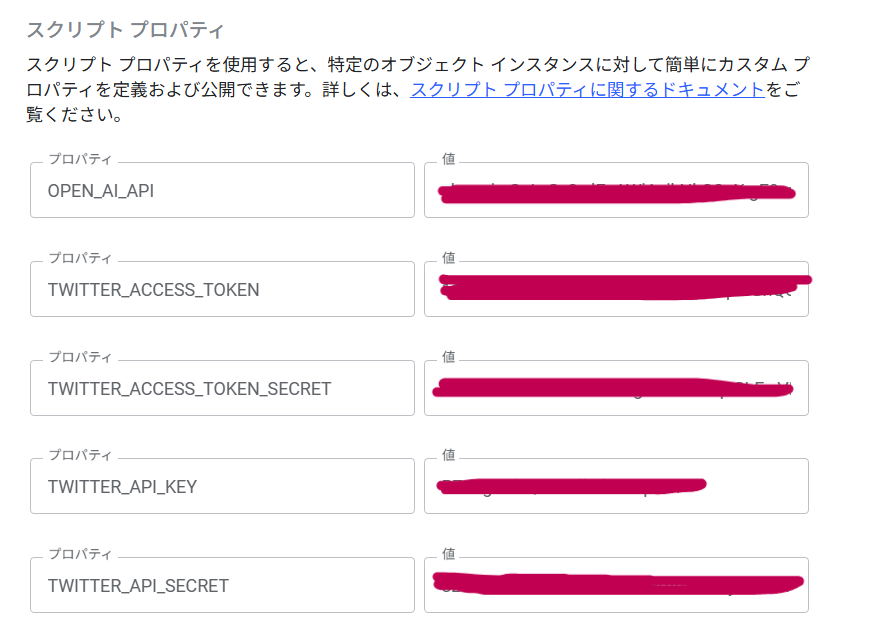 スクリプト プロパティ
スクリプト プロパティを使用すると、特定のオブジェクト インスタンスに対して簡単にカスタム プ
ロパティを定義および公開できます。詳しくは、スクリプト プロパティに関するドキュメントをご
覧ください。
プロパティ 値
OPEN_AI_API
プロパティ 値
TWITTER_ACCESS_TOKEN
プロパティ 値
TWITTER_ACCESS_TOKEN_SECRET
プロパティ 値
TWITTER_API_KEY
プロパティ 値
TWITTER_API_SECRET